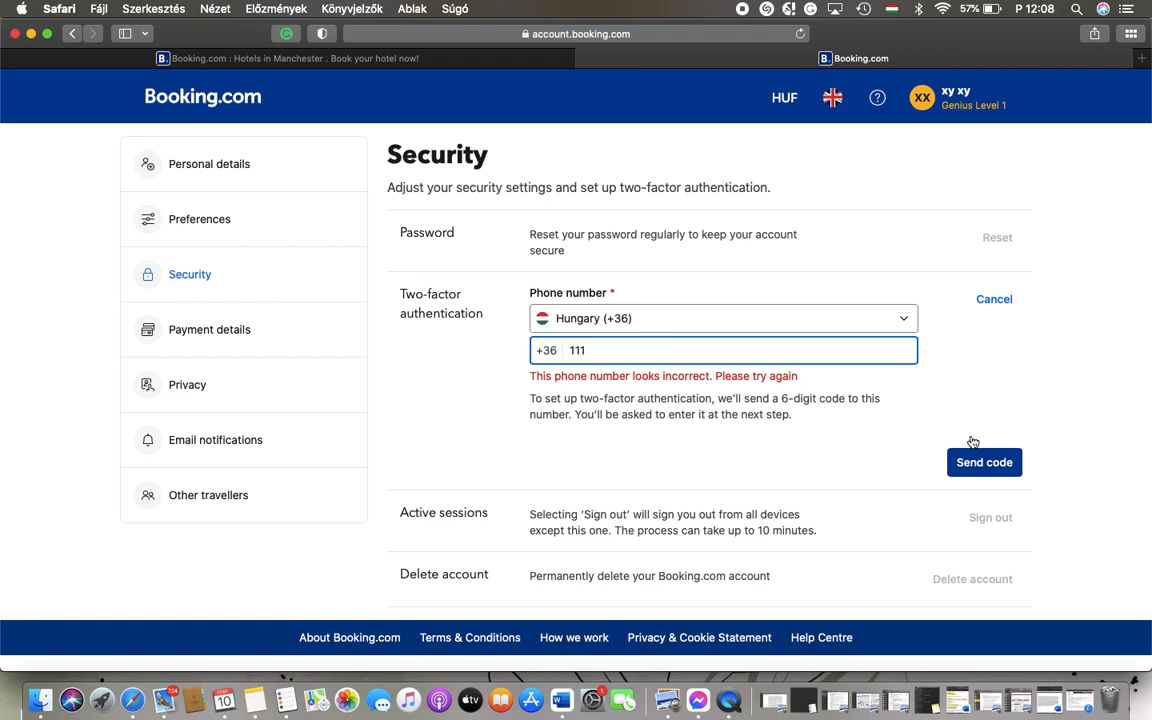 Safari Fájl Szerkesztés Nézet Előzmények Könyvjelzők Ablak Súgó 57% P 12:08
account.booking.com
B. Booking.com : Hotels in Manchester . Book your hotel now!
B. Booking.com
Booking.com HUF XX xy xy
Genius Level 1
Personal details
Preferences
Security
Payment details
Privacy
Email notifications
Other travellers
Security
Adjust your security settings and set up two-factor authentication.
Password Reset your password regularly to keep your account Reset
secure
Two-factor
authentication
Phone number *
Cancel
Hungary (+36)
+36 111
This phone number looks incorrect. Please try again
To set up two-factor authentication, we'll send a 6-digit code to this
number. You'll be asked to enter it at the next step.
Send code
Active sessions Selecting 'Sign out' will sign you out from all devices Sign out
except this one. The process can take up to 10 minutes.
Delete account Permanently delete your Booking.com account Delete account
About Booking.com Terms & Conditions How we work Privacy & Cookie Statement Help Centre
724
10
tv
1